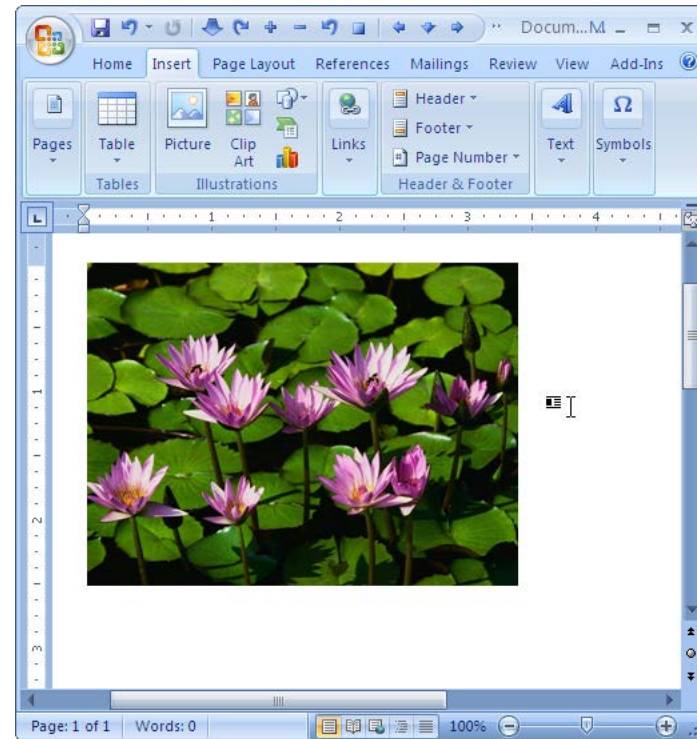 Docum...M
Home Insert Page Layout References Mailings Review View Add-Ins
Pages Table Picture Clip Art Links Header Footer Page Number Text Symbols
Tables Illustrations Header & Footer
1 2 3 4
1
2
3
Page: 1 of 1 Words: 0 100%